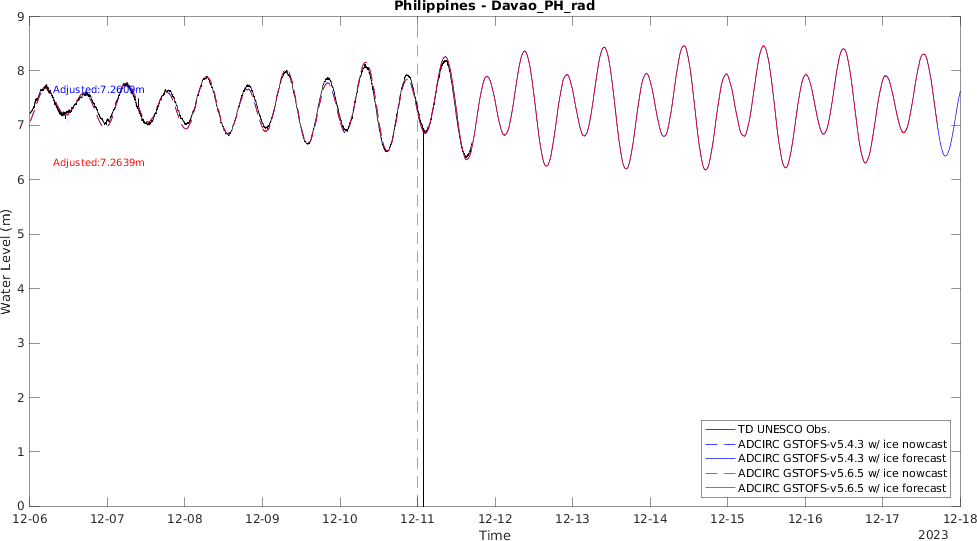 Philippines - Davao_PH_rad
9
8
7
6
5
4
3
2
1
0
Water Level (m)
Adjusted:7.2609m
Adjusted:7.2639m
TD UNESCO Obs.
ADCIRC GSTOFS-v5.4.3 w/ ice nowcast
ADCIRC GSTOFS-v5.4.3 w/ ice forecast
ADCIRC GSTOFS-v5.6.5 w/ ice nowcast
ADCIRC GSTOFS-v5.6.5 w/ ice forecast
12-06 12-07 12-08 12-09 12-10 12-11 12-12 12-13 12-14 12-15 12-16 12-17 12-18
Time
2023